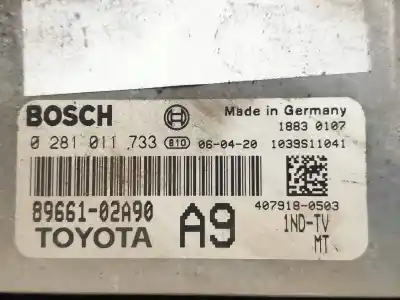 BOSCH Made in Germany
1883 0107
0 281 011 733 B10 06-04-20 1039S11041
407918-0503
89661-02A90 A9 1ND-TV
TOYOTA MT